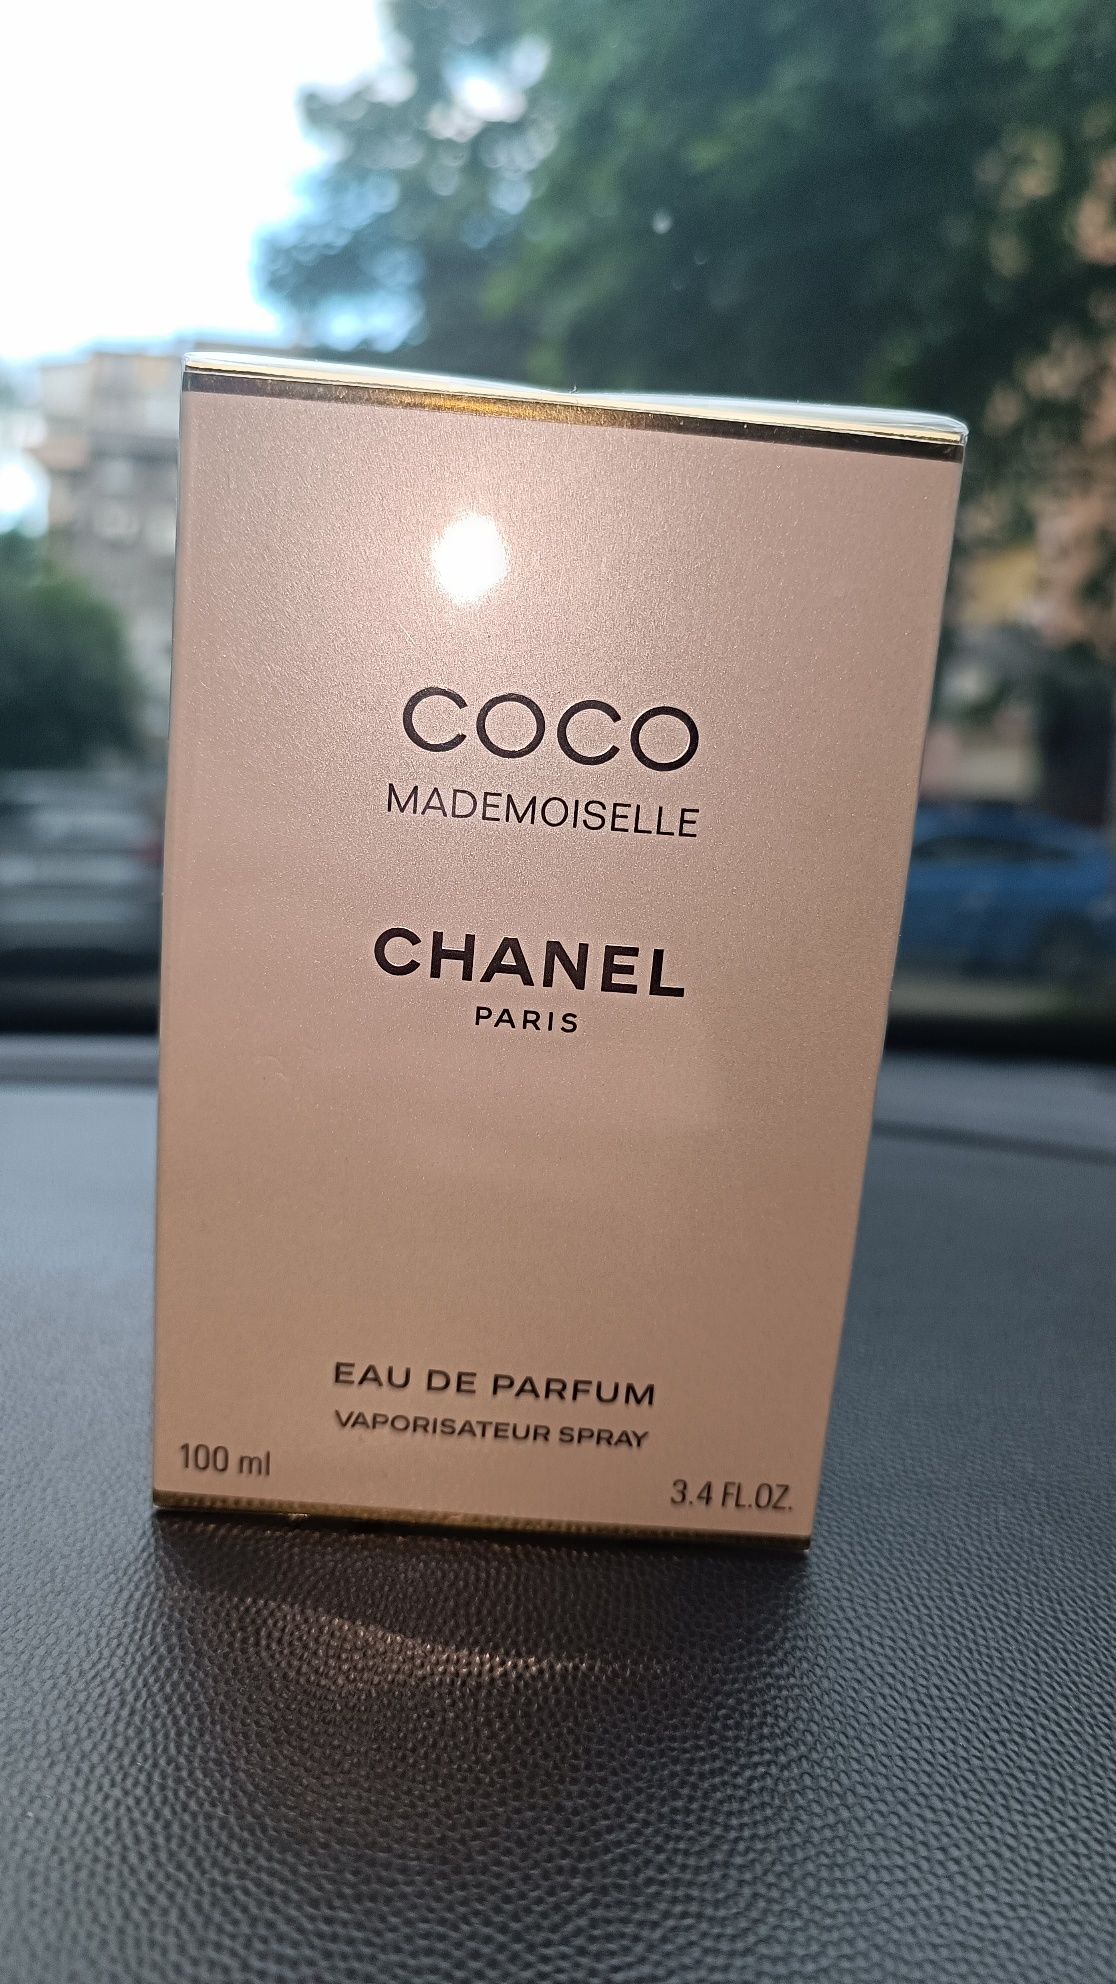 COCO
MADEMOISELLE
CHANEL
PARIS
EAU DE PARFUM
VAPORISATEUR SPRAY
100 ml
3.4 FL.OZ.